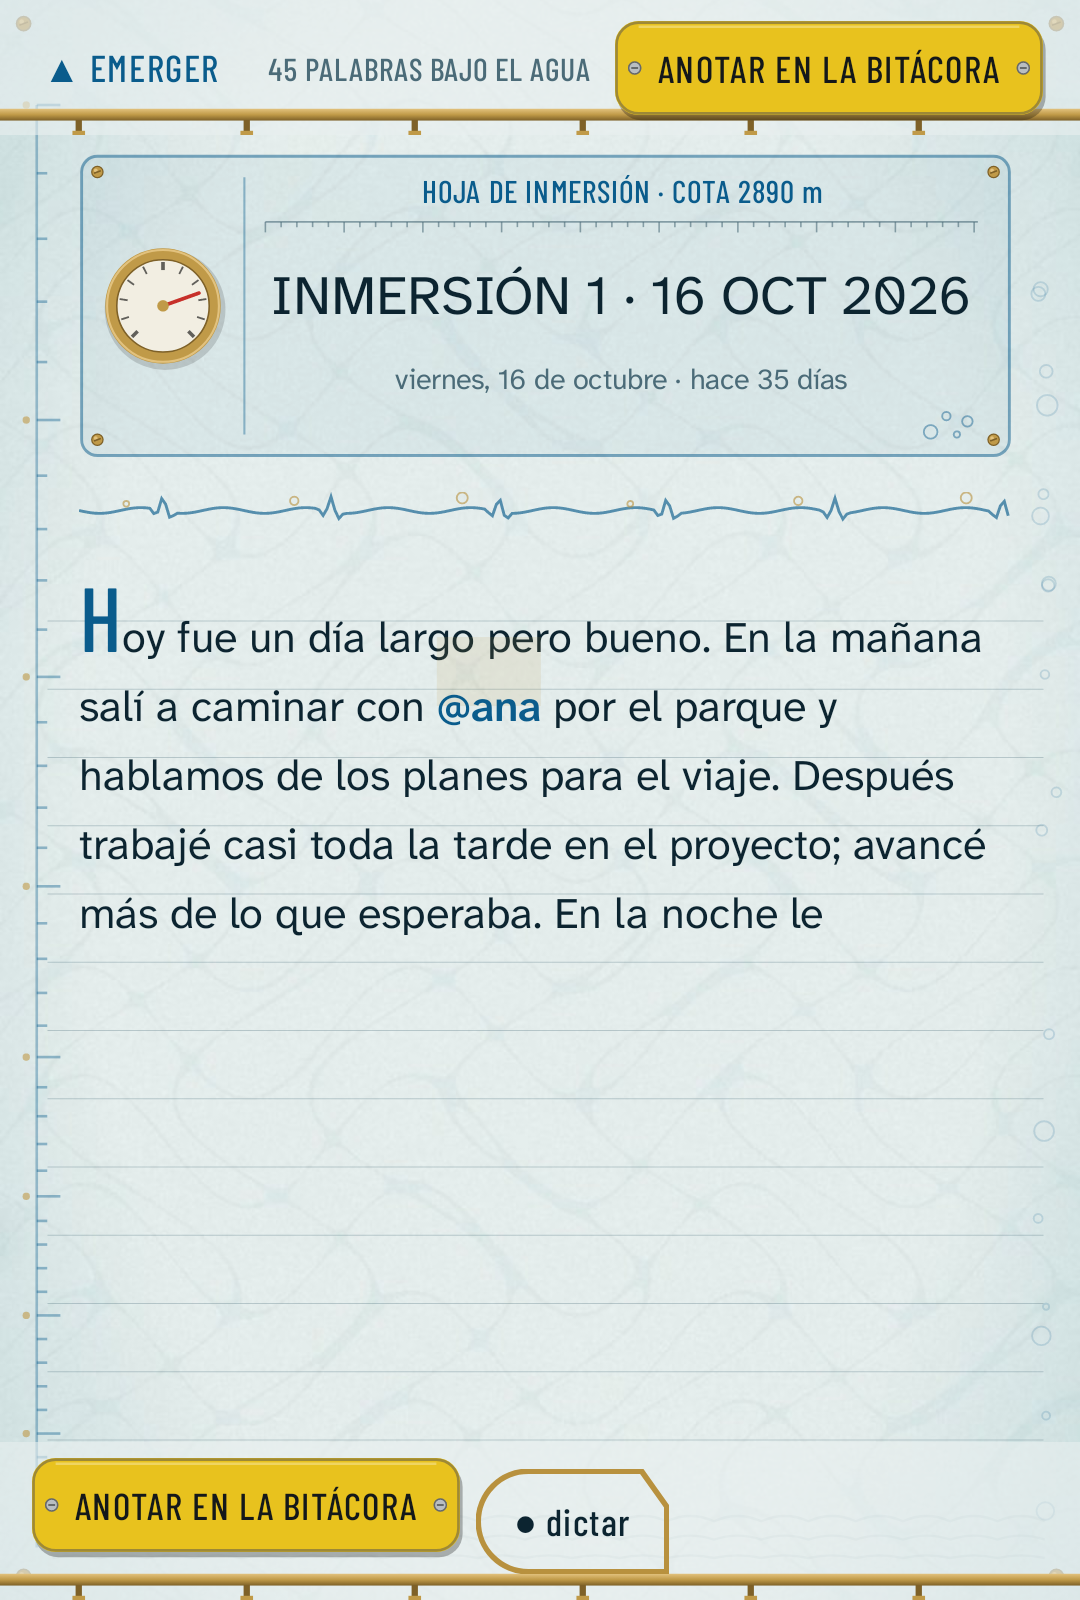 ▲ EMERGER
45 PALABRAS BAJO EL AGUA
ANOTAR EN LA BITÁCORA
HOJA DE INMERSIÓN · COTA 2890 m
INMERSIÓN 1 · 16 OCT 2026
viernes, 16 de octubre · hace 35 días
Hoy fue un día largo pero bueno. En la mañana
salí a caminar con @ana por el parque y
hablamos de los planes para el viaje. Después
trabajé casi toda la tarde en el proyecto; avancé
más de lo que esperaba. En la noche le
ANOTAR EN LA BITÁCORA
● dictar